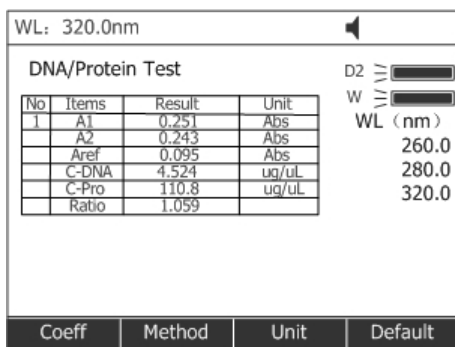 WL: 320.0nm
DNA/Protein Test
D2
W
No Items Result Unit
1 A1 0.251 Abs
A2 0.243 Abs
Aref 0.095 Abs
C-DNA 4.524 ug/uL
C-Pro 110.8 ug/uL
Ratio 1.059
WL (nm)
260.0
280.0
320.0
Coeff Method Unit Default